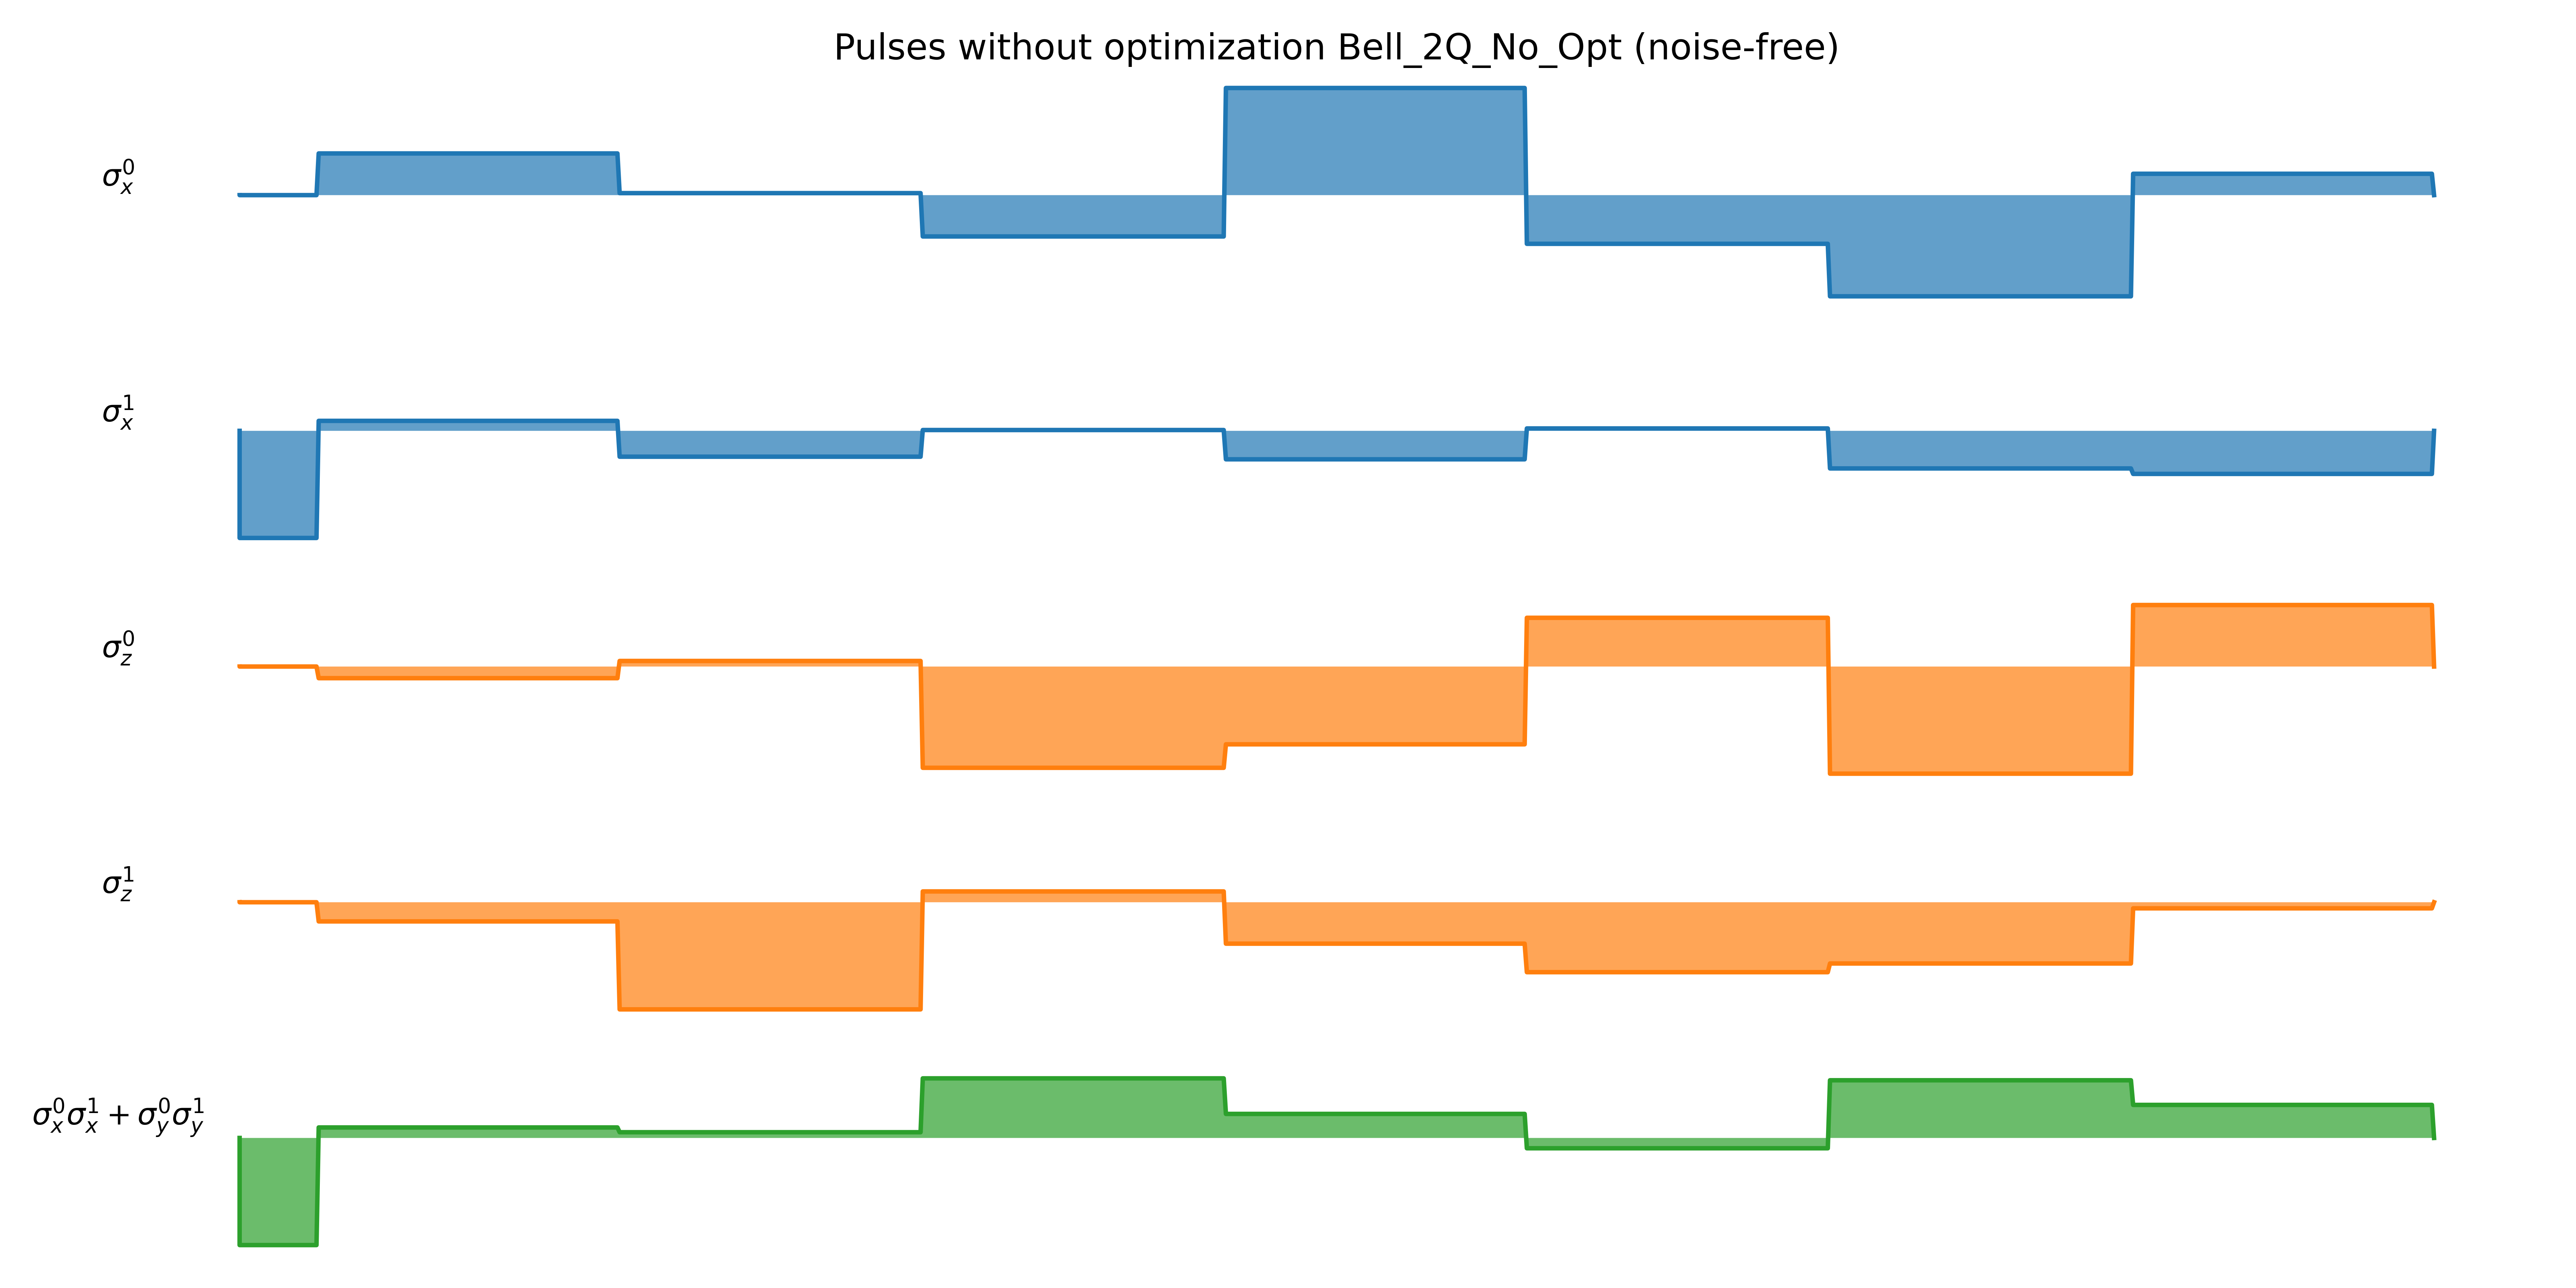 Pulses without optimization Bell_2Q_No_Opt (noise-free)
σ_x^0
σ_x^1
σ_z^0
σ_z^1
σ_x^0σ_x^1 + σ_y^0σ_y^1